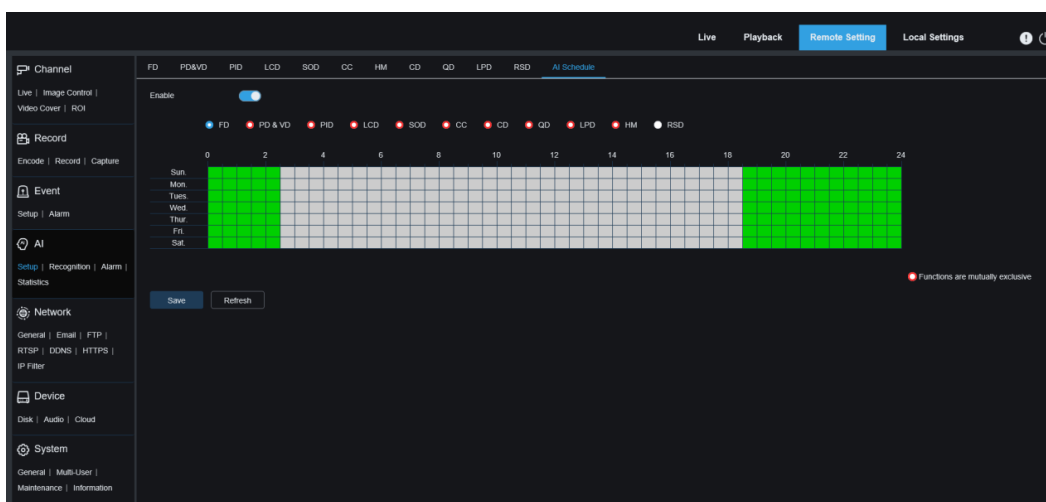 Live Playback Remote Setting Local Settings
Channel
Live | Image Control |
Video Cover | ROI
Record
Encode | Record | Capture
Event
Setup | Alarm
AI
Setup | Recognition | Alarm |
Statistics
Network
General | Email | FTP |
RTSP | DDNS | HTTPS |
IP Filter
Device
Disk | Audio | Cloud
System
General | Multi-User |
Maintenance | Information
FD PD&VD PID LCD SOD CC HM CD QD LPD RSD AI Schedule
Enable
FD PD & VD PID LCD SOD CC CD QD LPD HM RSD
0 2 4 6 8 10 12 14 16 18 20 22 24
Sun.
Mon.
Tues.
Wed.
Thur.
Fri.
Sat.
Functions are mutually exclusive
Save Refresh